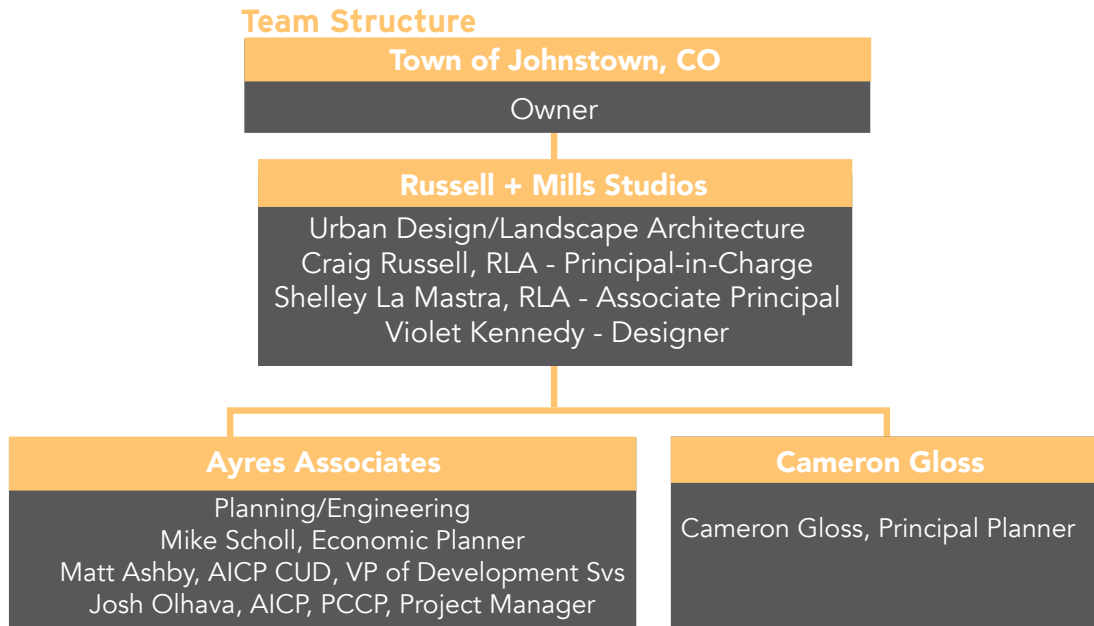 Team Structure
Town of Johnstown, CO
Owner
Russell + Mills Studios
Urban Design/Landscape Architecture
Craig Russell, RLA - Principal-in-Charge
Shelley La Mastra, RLA - Associate Principal
Violet Kennedy - Designer
Ayres Associates
Planning/Engineering
Mike Scholl, Economic Planner
Matt Ashby, AICP CUD, VP of Development Svs
Josh Olhava, AICP, PCCP, Project Manager
Cameron Gloss
Cameron Gloss, Principal Planner